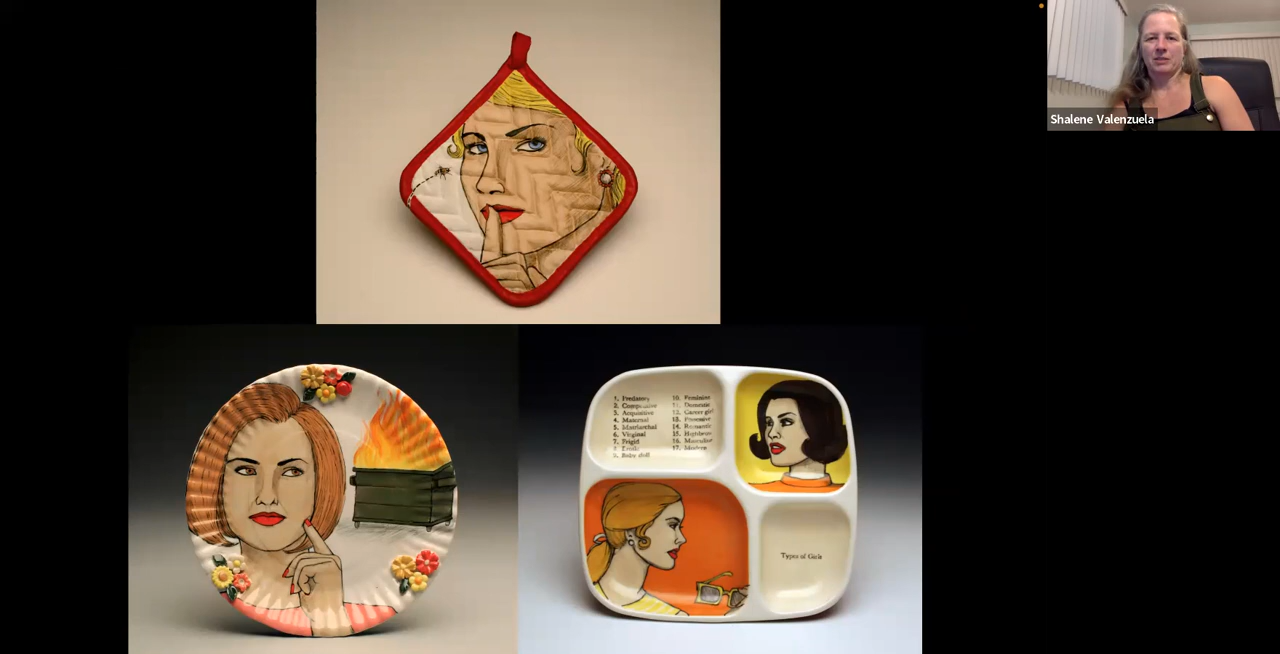 Shalene Valenzuela
1. Predatory
2. Competitive
3. Acquisitive
4. Maternal
5. Matriarchal
6. Virginal
7. Frigid
8. Erotic
9. Baby doll
10. Feminine
11. Domestic
12. Career girl
13. Possessive
14. Romantic
15. Highbrow
16. Masculine
17. Modern
Types of Girls